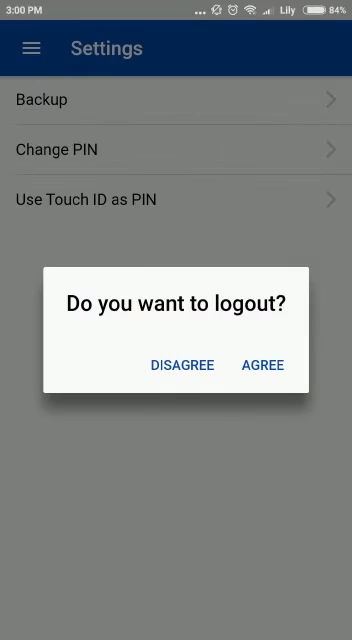 3:00 PM ... Lily 84%
Settings
Backup
Change PIN
Use Touch ID as PIN
Do you want to logout?
DISAGREE AGREE